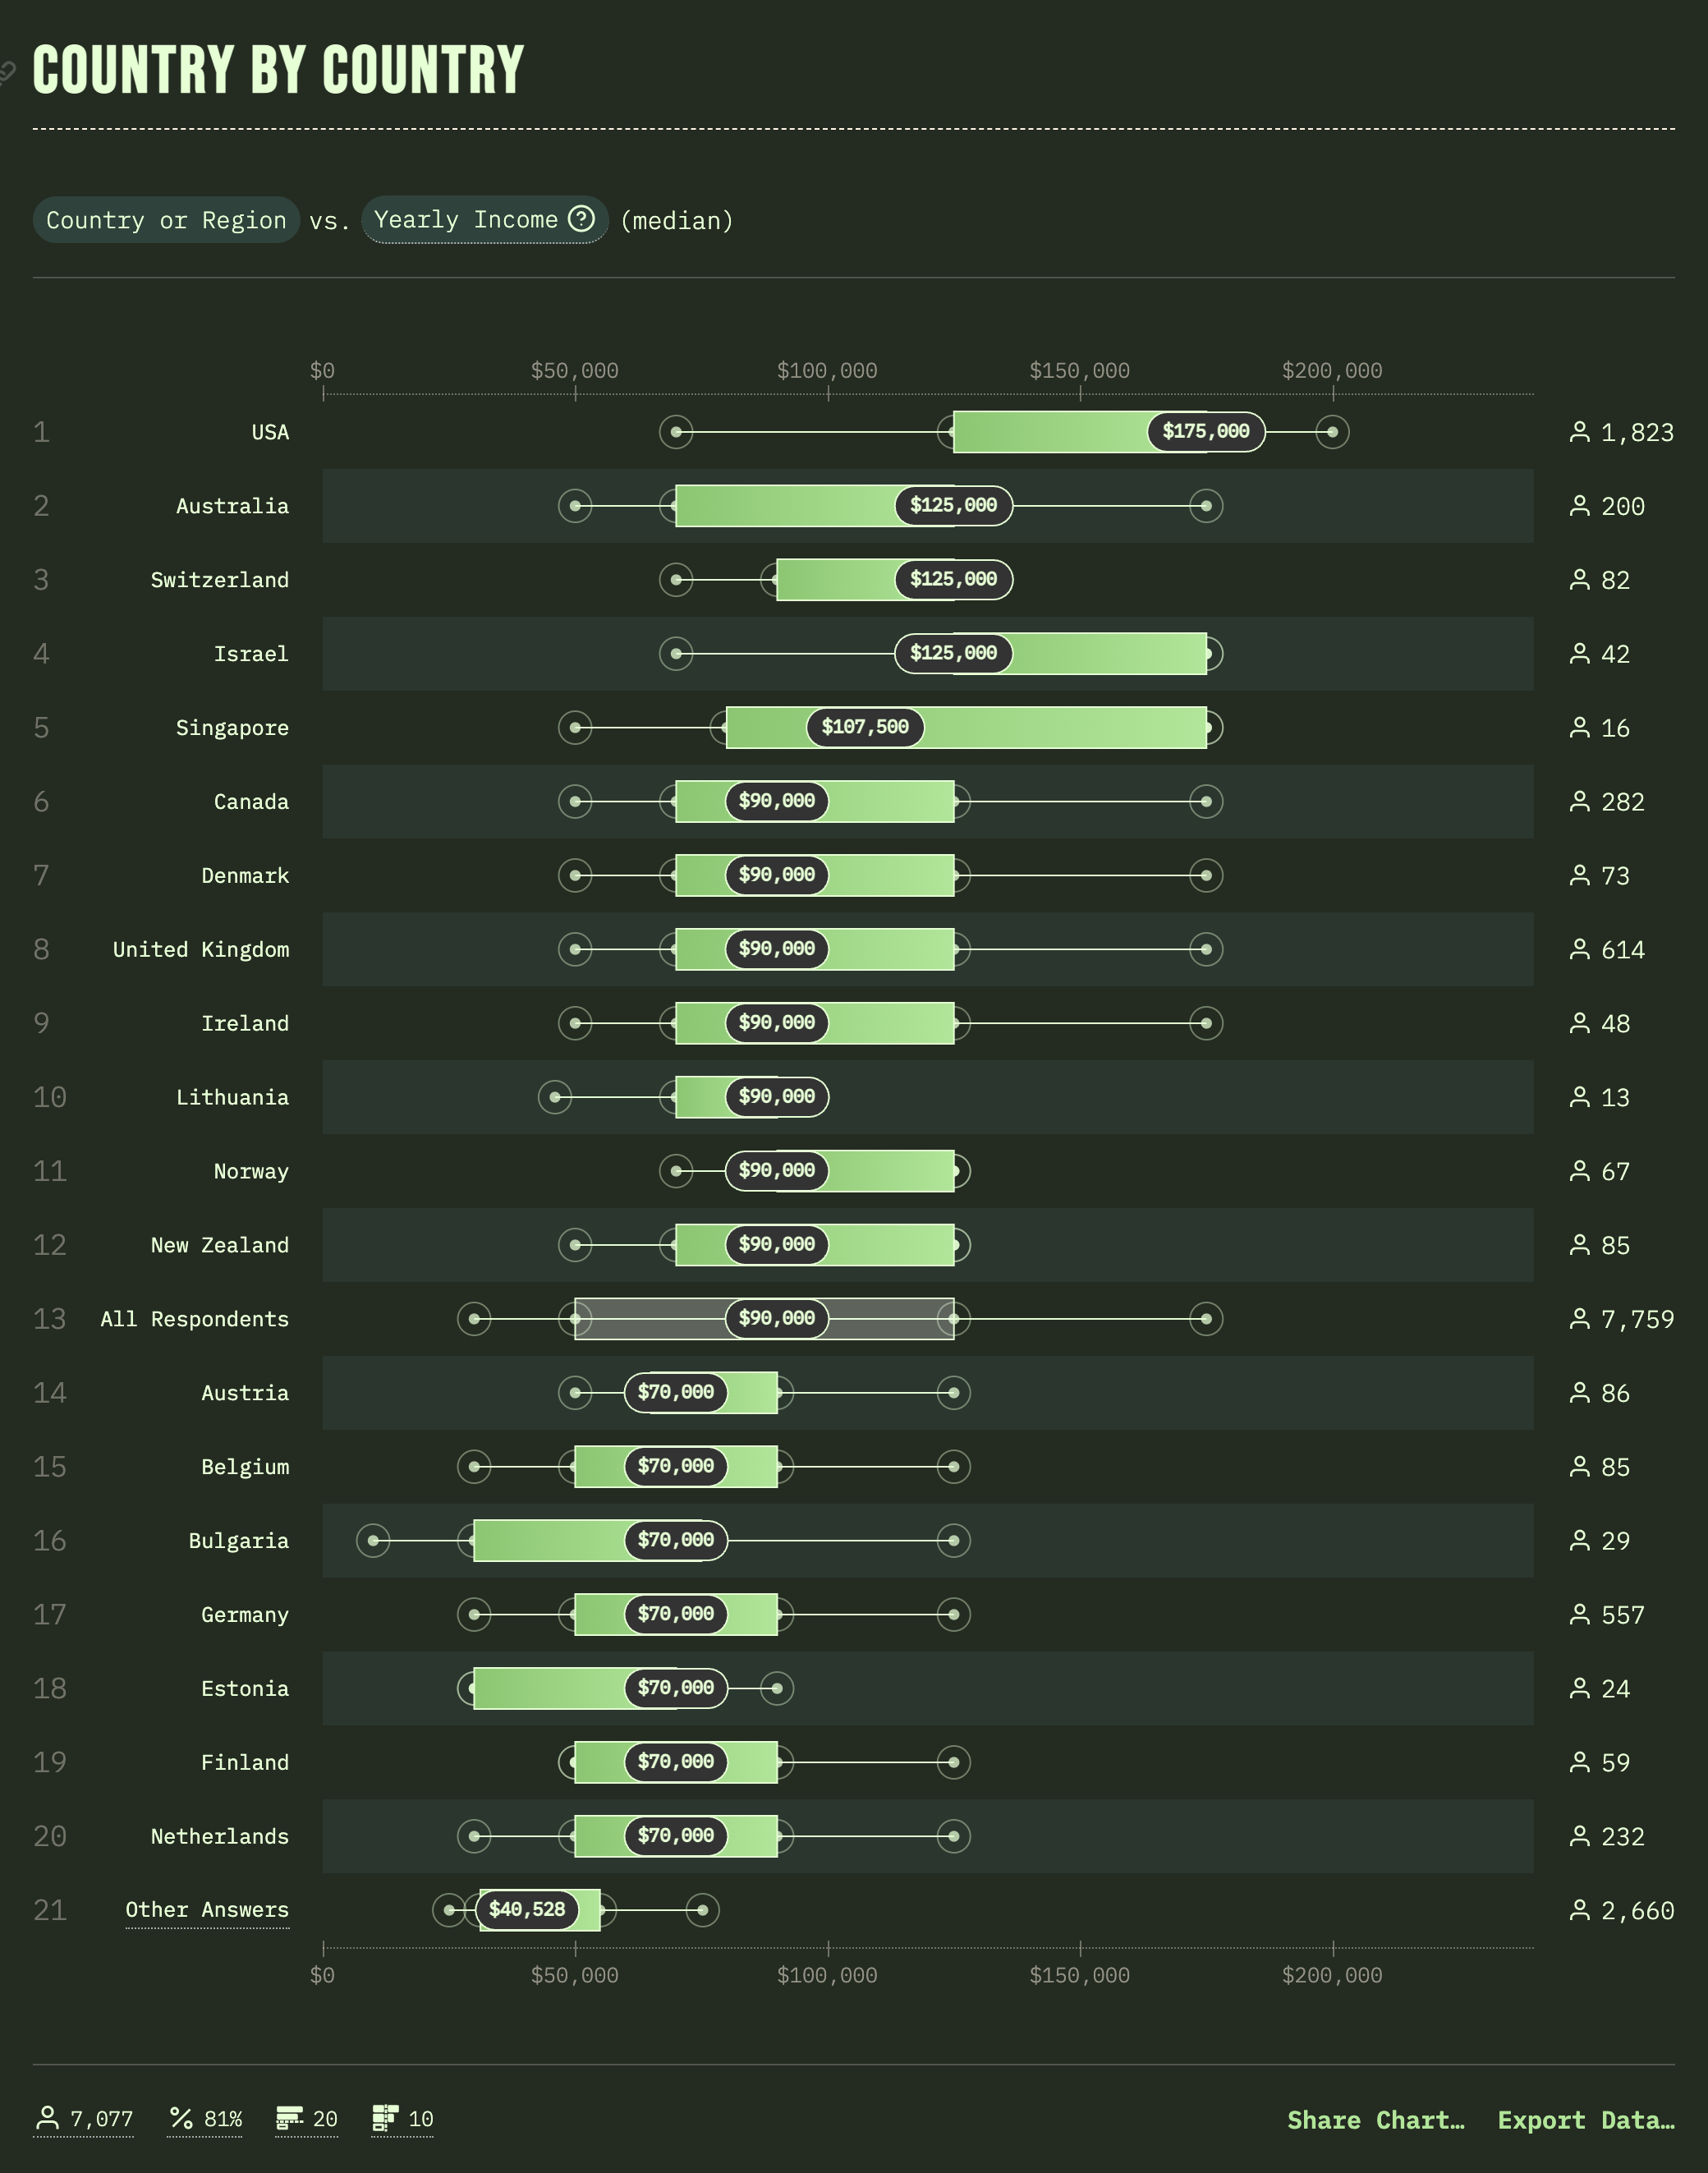 COUNTRY BY COUNTRY
Country or Region vs. Yearly Income ? (median)
$0 $50,000 $100,000 $150,000 $200,000
1 USA $175,000 1,823
2 Australia $125,000 200
3 Switzerland $125,000 82
4 Israel $125,000 42
5 Singapore $107,500 16
6 Canada $90,000 282
7 Denmark $90,000 73
8 United Kingdom $90,000 614
9 Ireland $90,000 48
10 Lithuania $90,000 13
11 Norway $90,000 67
12 New Zealand $90,000 85
13 All Respondents $90,000 7,759
14 Austria $70,000 86
15 Belgium $70,000 85
16 Bulgaria $70,000 29
17 Germany $70,000 557
18 Estonia $70,000 24
19 Finland $70,000 59
20 Netherlands $70,000 232
21 Other Answers $40,528 2,660
$0 $50,000 $100,000 $150,000 $200,000
7,077 81% 20 10 Share Chart… Export Data…